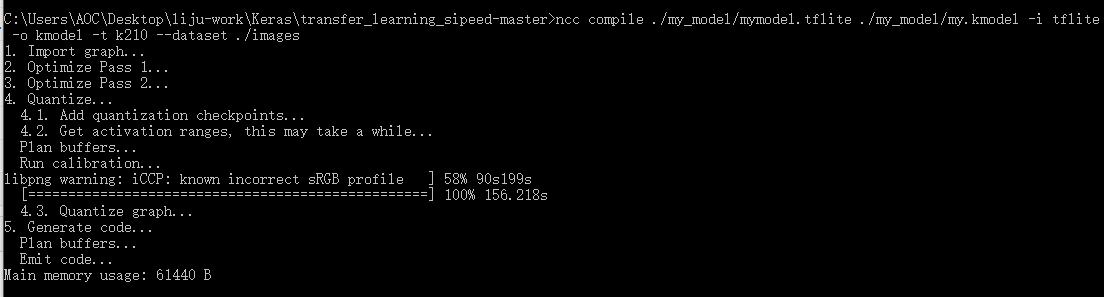 C:\Users\AOC\Desktop\liju-work\Keras\transfer_learning_sipeed-master>ncc compile ./my_model/mymodel.tflite ./my_model/my.kmodel -i tflite
-o kmodel -t k210 --dataset ./images
1. Import graph...
2. Optimize Pass 1...
3. Optimize Pass 2...
4. Quantize...
4.1. Add quantization checkpoints...
4.2. Get activation ranges, this may take a while...
Plan buffers...
Run calibration...
libpng warning: iCCP: known incorrect sRGB profile   ] 58% 90s199s
[==================================================] 100% 156.218s
4.3. Quantize graph...
5. Generate code...
Plan buffers...
Emit code...
Main memory usage: 61440 B